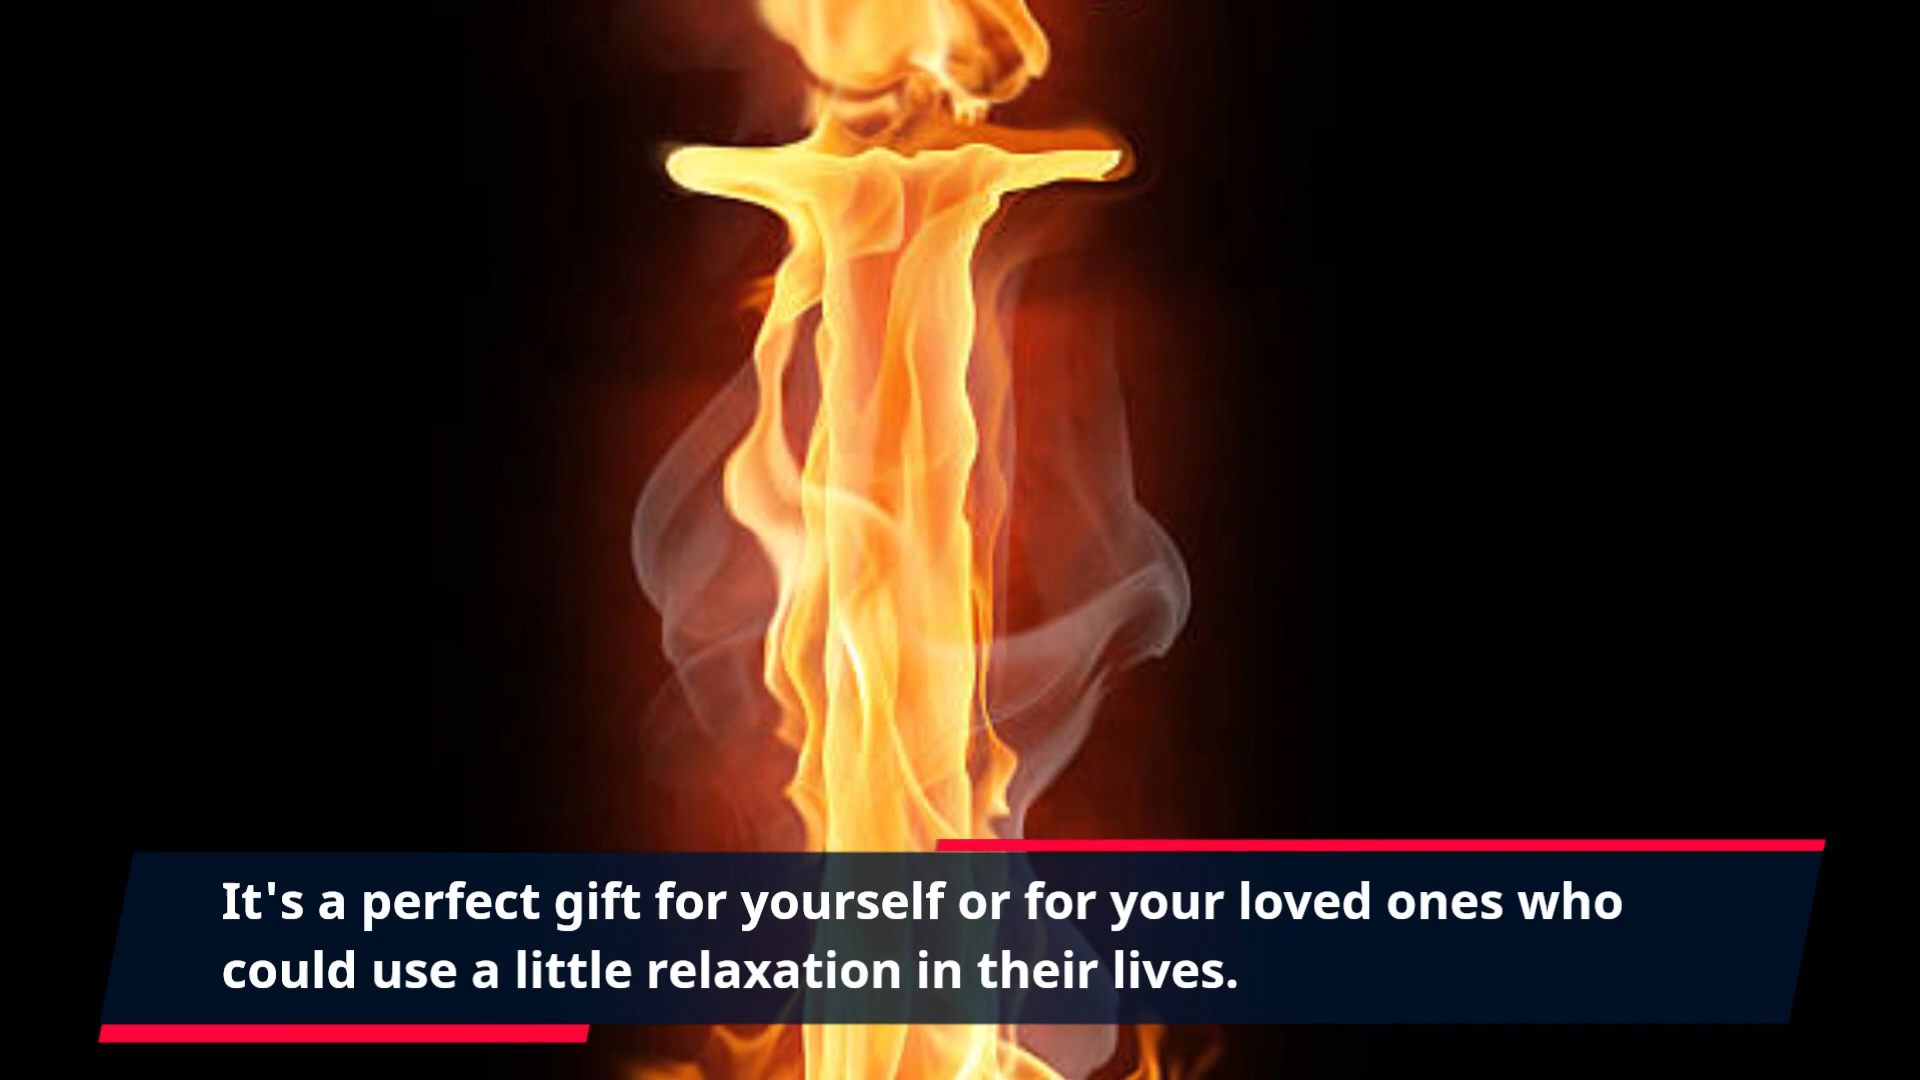 It's a perfect gift for yourself or for your loved ones who
could use a little relaxation in their lives.